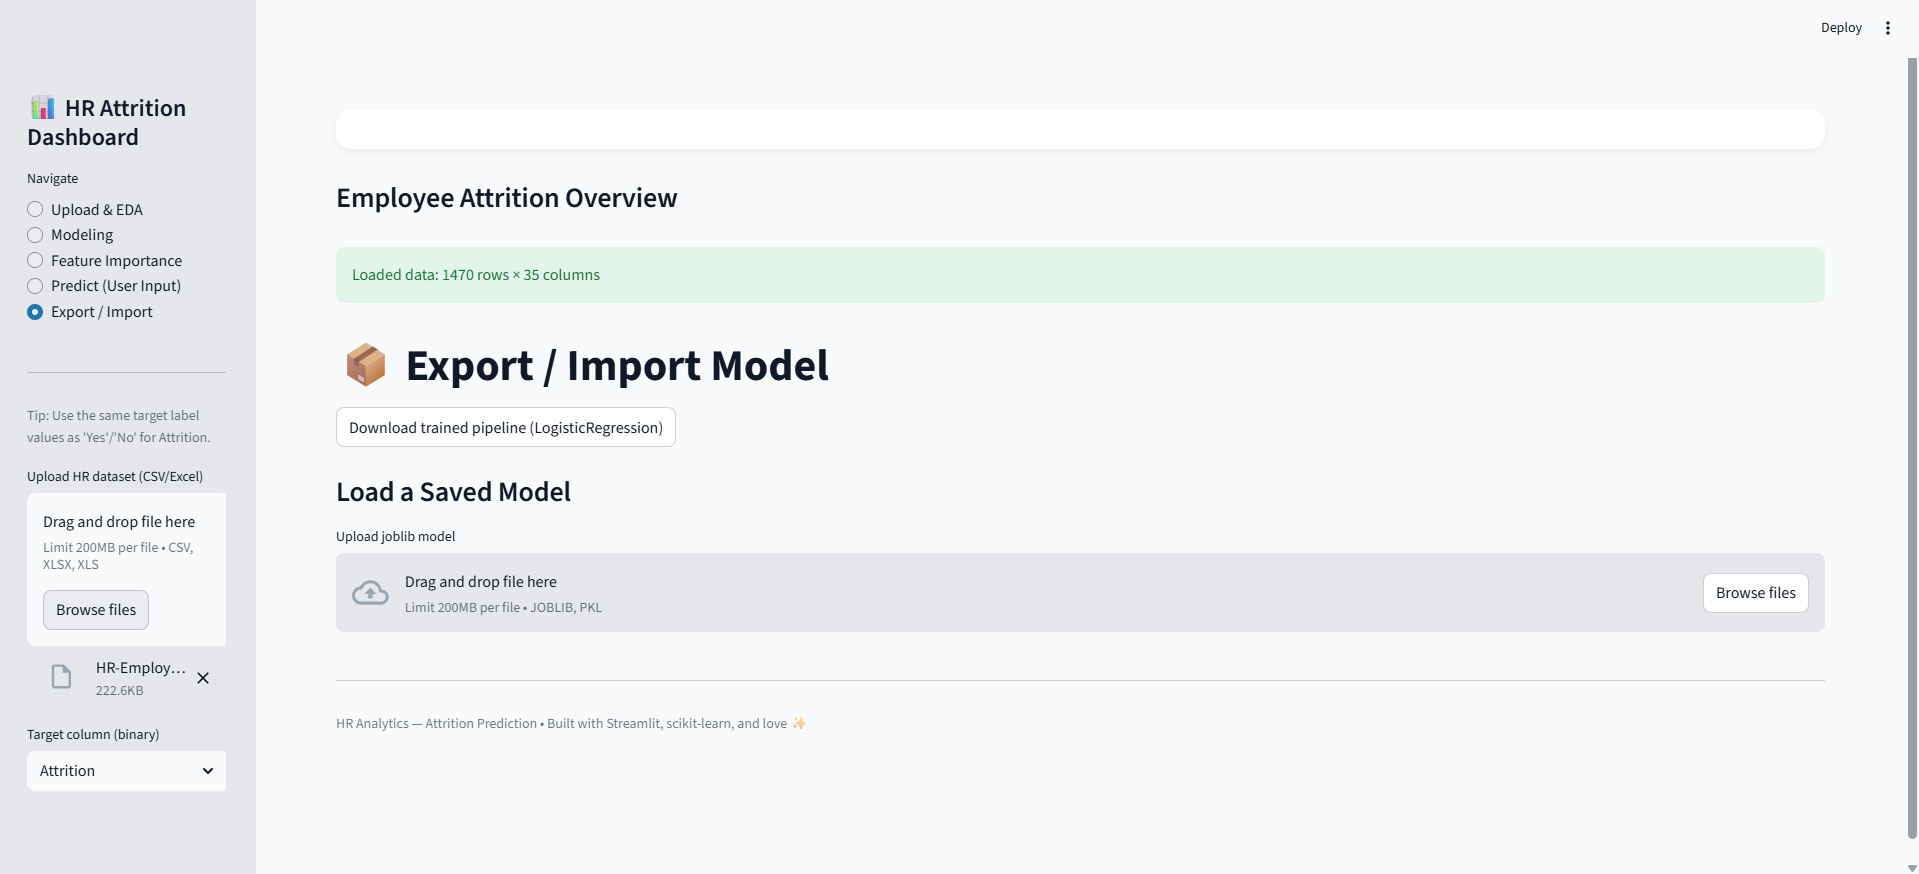 Deploy
📊 HR Attrition
Dashboard
Navigate
Upload & EDA
Modeling
Feature Importance
Predict (User Input)
Export / Import
Tip: Use the same target label
values as 'Yes'/'No' for Attrition.
Upload HR dataset (CSV/Excel)
Drag and drop file here
Limit 200MB per file • CSV,
XLSX, XLS
Browse files
HR-Employ...
222.6KB
Target column (binary)
Attrition
Employee Attrition Overview
Loaded data: 1470 rows × 35 columns
📦 Export / Import Model
Download trained pipeline (LogisticRegression)
Load a Saved Model
Upload joblib model
Drag and drop file here
Limit 200MB per file • JOBLIB, PKL
Browse files
HR Analytics — Attrition Prediction • Built with Streamlit, scikit-learn, and love ✨